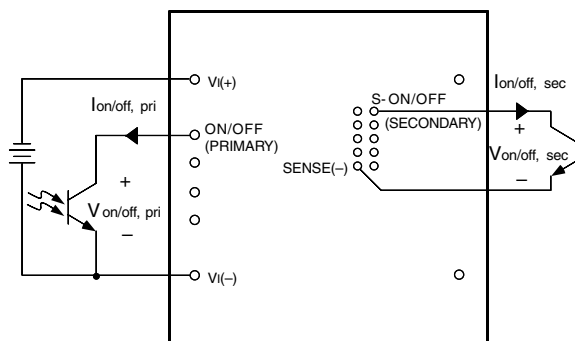 VI(+)
Ion/off, pri
ON/OFF
(PRIMARY)
+
Von/off, pri
–
VI(–)
S- ON/OFF
(SECONDARY)
SENSE(–)
Ion/off, sec
+
Von/off, sec
–